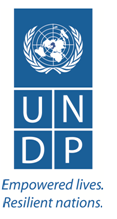 U N
D P
Empowered lives.
Resilient nations.